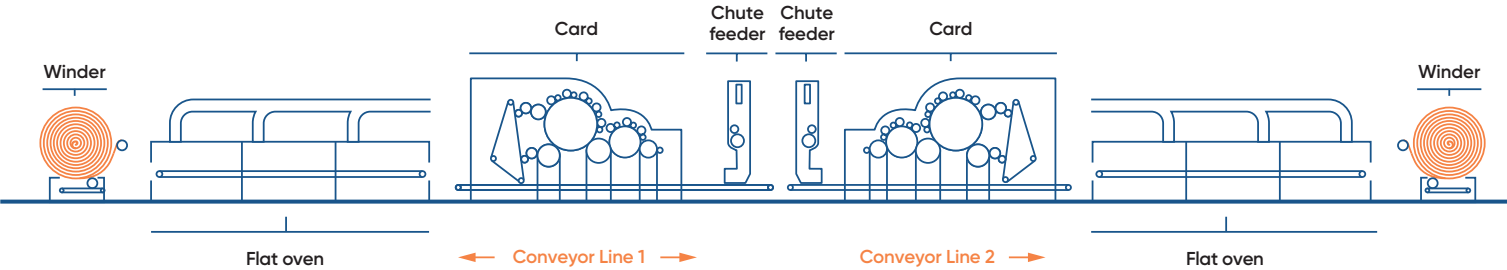 Winder
Card
Chute
feeder
Chute
feeder
Card
Winder
Flat oven
Conveyor Line 1
Conveyor Line 2
Flat oven